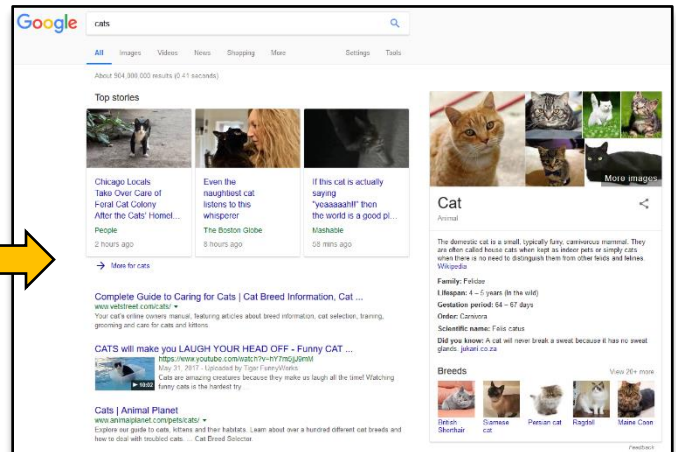 Google
cats
All Images Videos News Shopping More Settings Tools
About 904,000,000 results (0.41 seconds)
Top stories
Chicago Locals
Take Over Care of
Feral Cat Colony
After the Cats' Homel...
People
2 hours ago
Even the
naughtiest cat
listens to this
whisperer
The Boston Globe
8 hours ago
If this cat is actually
saying
"yeaaaaah!!' then
the world is a good pl...
Mashable
58 mins ago
→ More for cats
Complete Guide to Caring for Cats | Cat Breed Information, Cat ...
www.vetstreet.com/cats/
Your cat's online owners manual, featuring articles about breed information, cat selection, training,
grooming and care for cats and kittens.
CATS will make you LAUGH YOUR HEAD OFF - Funny CAT ...
10:02
May 31, 2017 - Uploaded by Tiger FunnyWorks
Cats are amazing creatures because they make us laugh all the time! Watching
funny cats is the hardest try ...
Cats | Animal Planet
www.animalplanet.com/pets/cats/
Explore our guide to cats, kittens and their habitats. Learn about over a hundred different cat breeds and
how to deal with troubled cats. ... Cat Breed Selector.
More images
Cat
Animal
The domestic cat is a small, typically furry, carnivorous mammal. They
are often called house cats when kept as indoor pets or simply cats
when there is no need to distinguish them from other felids and felines.
Wikipedia
Family: Felidae
Lifespan: 4 – 5 years (In the wild)
Gestation period: 64 – 67 days
Order: Carnivora
Scientific name: Felis catus
Did you know: A cat will never break a sweat because it has no sweat
glands. jukani.co.za
Breeds View 20+ more
British
Shorthair
Siamese
cat
Persian cat
Ragdoll
Maine Coon
Feedback